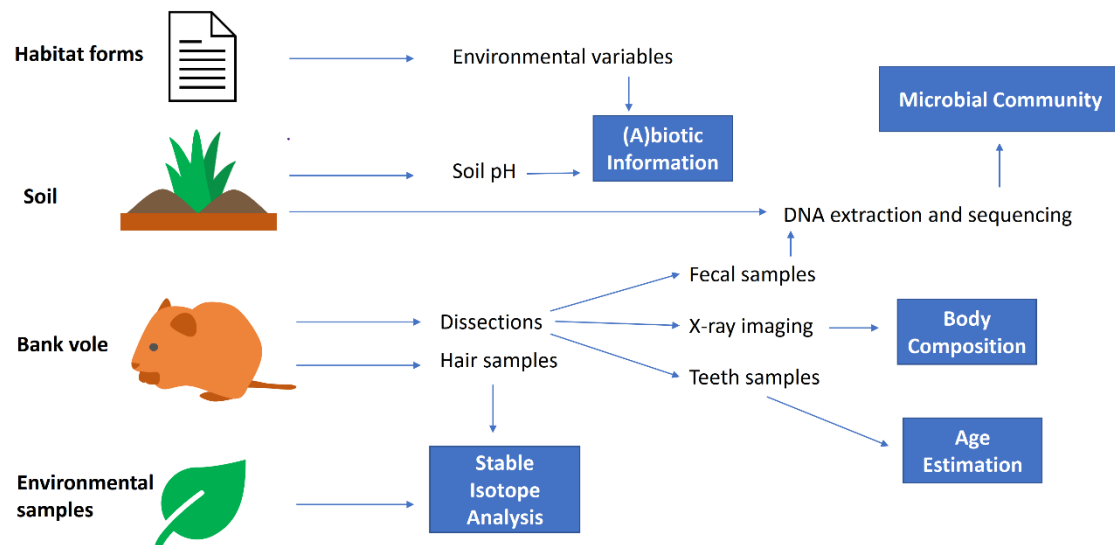 Habitat forms
Environmental variables
Microbial Community
(A)biotic
Information
Soil pH
Soil
DNA extraction and sequencing
Fecal samples
Bank vole
Dissections
X-ray imaging
Body
Composition
Hair samples
Teeth samples
Age
Estimation
Environmental
samples
Stable
Isotope
Analysis